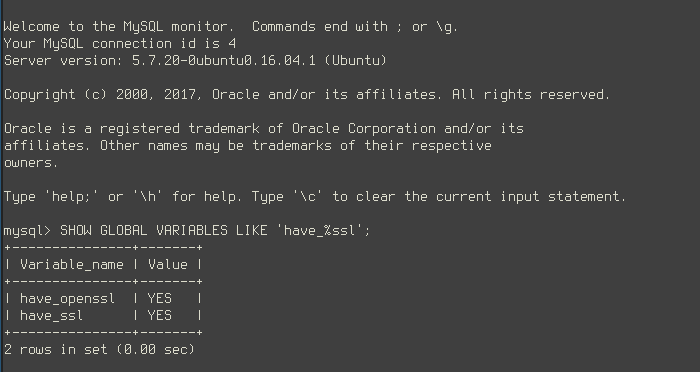 Welcome to the MySQL monitor.  Commands end with ; or \g.
Your MySQL connection id is 4
Server version: 5.7.20-0ubuntu0.16.04.1 (Ubuntu)
Copyright (c) 2000, 2017, Oracle and/or its affiliates. All rights reserved.
Oracle is a registered trademark of Oracle Corporation and/or its
affiliates. Other names may be trademarks of their respective
owners.
Type 'help;' or '\h' for help. Type '\c' to clear the current input statement.
mysql> SHOW GLOBAL VARIABLES LIKE 'have_%ssl';
+---------------+-------+
| Variable_name | Value |
+---------------+-------+
| have_openssl  | YES   |
| have_ssl      | YES   |
+---------------+-------+
2 rows in set (0.00 sec)